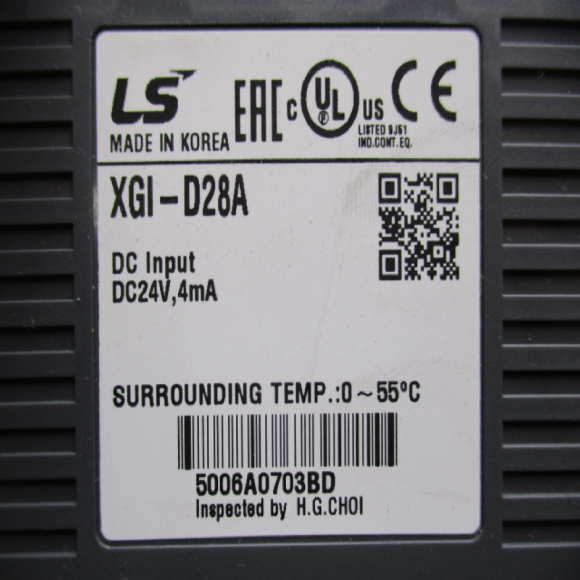 LS
MADE IN KOREA
EAC
C UL US
®
LISTED 9J61
IND.CONT.EQ.
CE
XGI-D28A
DC Input
DC24V,4mA
SURROUNDING TEMP.:0~55°C
5006A0703BD
Inspected by H.G.CHOI